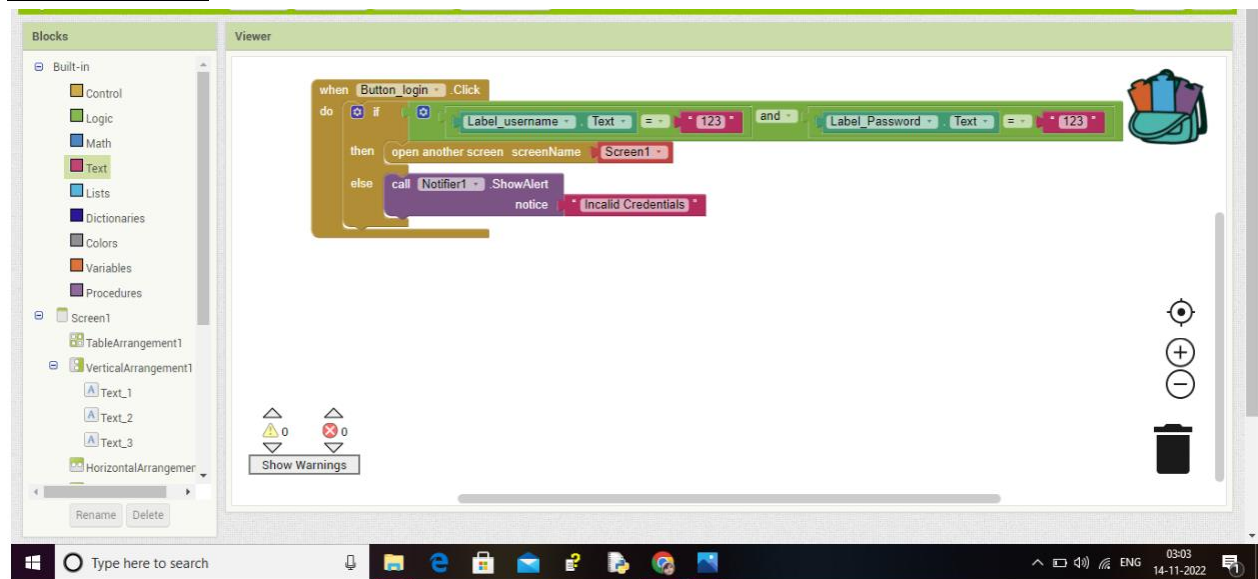 Blocks
Viewer
Built-in
Control
Logic
Math
Text
Lists
Dictionaries
Colors
Variables
Procedures
Screen1
TableArrangement1
VerticalArrangement1
Text_1
Text_2
Text_3
HorizontalArrangemer
Rename Delete
when Button_login .Click
do if Label_username . Text = " 123 " and Label_Password . Text = " 123 "
then open another screen screenName Screen1
else call Notifier1 .ShowAlert
notice " Incalid Credentials "
0 0
Show Warnings
Type here to search
ENG
03:03
14-11-2022
1